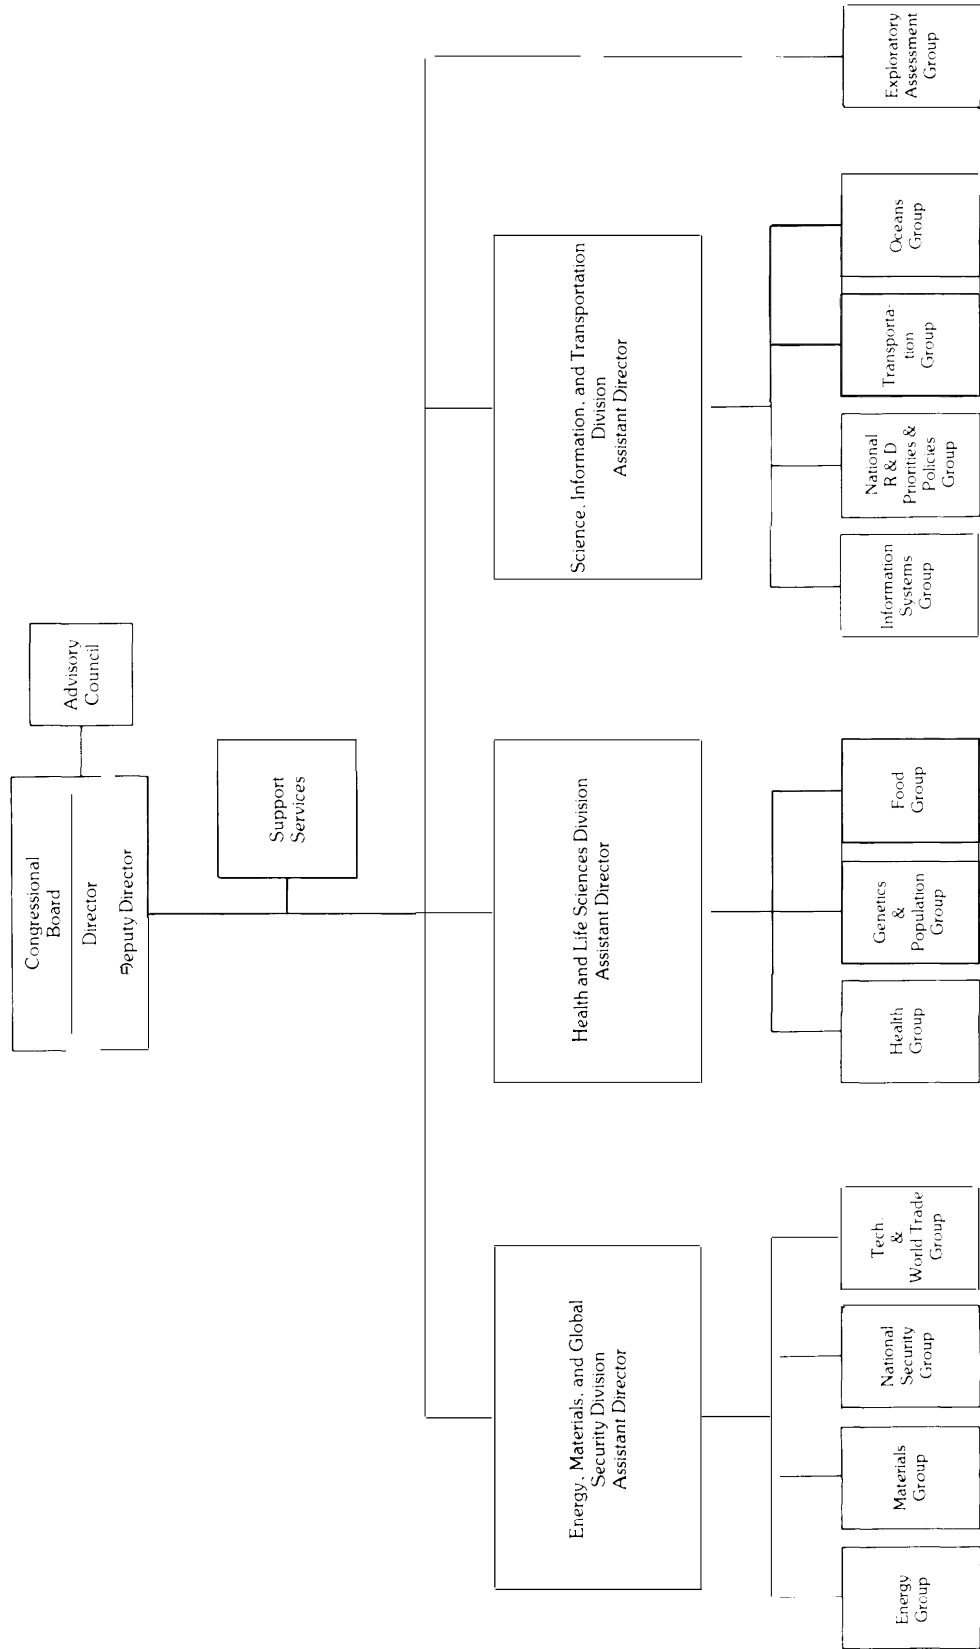 Congressional
Board
Director
Deputy Director
Advisory
Council
Support
Services
Energy, Materials, and Global
Security Division
Assistant Director
Health and Life Sciences Division
Assistant Director
Science, Information, and Transportation
Division
Assistant Director
Energy
Group
Materials
Group
National
Security
Group
Tech.
&
World Trade
Group
Health
Group
Genetics
&
Population
Group
Food
Group
Information
Systems
Group
National
R & D
Priorities &
Policies
Group
Transporta-
tion
Group
Oceans
Group
Exploratory
Assessment
Group